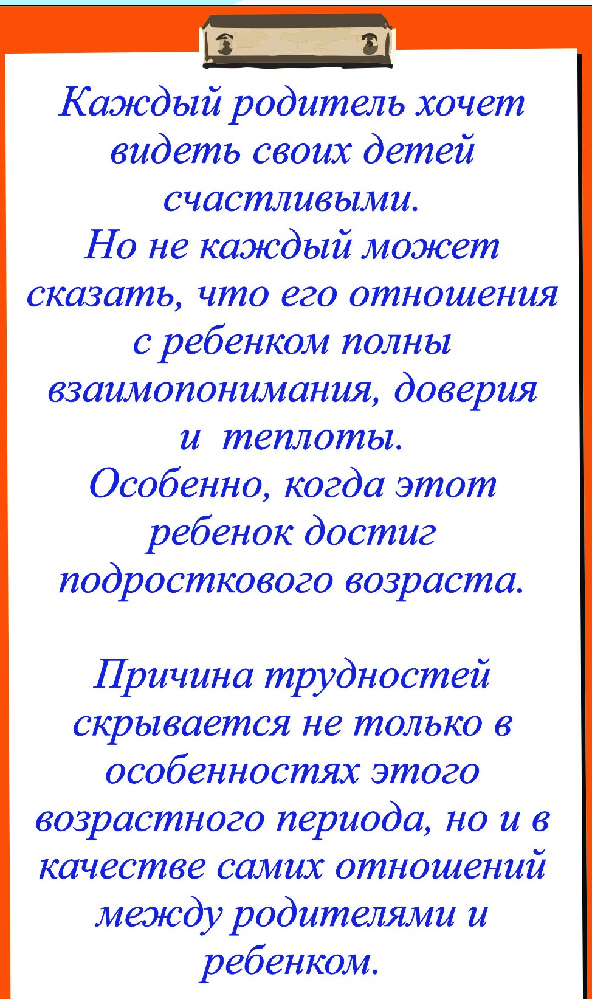 Каждый родитель хочет
видеть своих детей
счастливыми.
Но не каждый может
сказать, что его отношения
с ребенком полны
взаимопонимания, доверия
и теплоты.
Особенно, когда этот
ребенок достиг
подросткового возраста.
Причина трудностей
скрывается не только в
особенностях этого
возрастного периода, но и в
качестве самих отношений
между родителями и
ребенком.